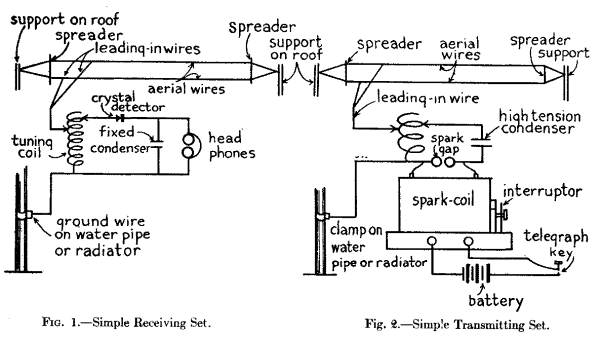 support on roof
spreader
leading-in wires
aerial wires
spreader
support
on roof
crystal
detector
tuning
coil
fixed
condenser
head
phones
ground wire
on water pipe
or radiator
FIG. 1.—Simple Receiving Set.
spreader
aerial
wires
spreader
support
leading-in wire
high tension
condenser
spark
gap
spark-coil
interruptor
clamp on
water
pipe or radiator
telegraph
key
battery
Fig. 2.—Simple Transmitting Set.